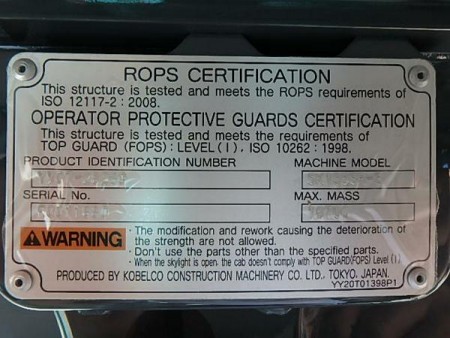 ROPS CERTIFICATION
This structure is tested and meets the ROPS requirements of
ISO 12117-2 : 2008.
OPERATOR PROTECTIVE GUARDS CERTIFICATION
This structure is tested and meets the requirements of
TOP GUARD (FOPS) : LEVEL ( I ), ISO 10262 : 1998.
PRODUCT IDENTIFICATION NUMBER
MACHINE MODEL
SERIAL No.
MAX. MASS
WARNING
· The modification and rework causing the deterioration of
the strength are not allowed.
· Don't use the parts other than the specified parts.
· When the skylight is open, the cab doesn't comply with TOP GUARD(FOPS) Level ( I )
PRODUCED BY KOBELCO CONSTRUCTION MACHINERY CO. LTD., TOKYO, JAPAN.
YY20T01398P1